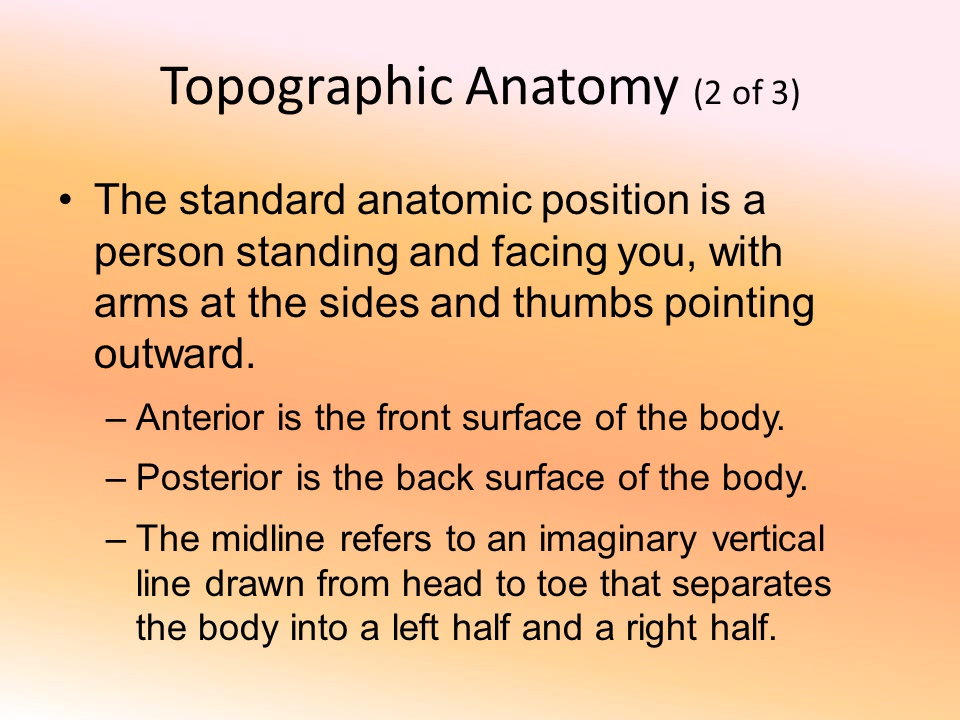 Topographic Anatomy (2 of 3)
• The standard anatomic position is a
person standing and facing you, with
arms at the sides and thumbs pointing
outward.
– Anterior is the front surface of the body.
– Posterior is the back surface of the body.
– The midline refers to an imaginary vertical
line drawn from head to toe that separates
the body into a left half and a right half.